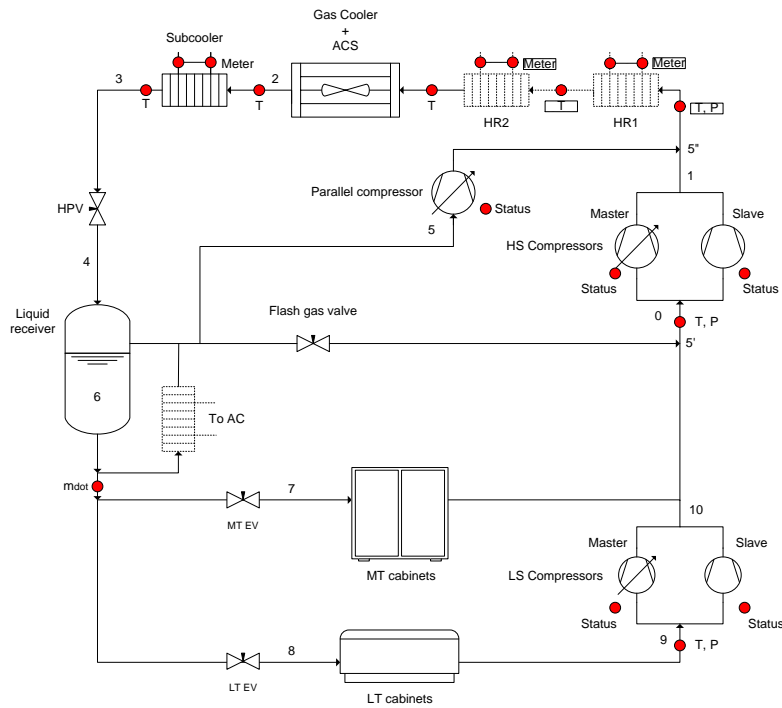 Gas Cooler
+
ACS
Subcooler
Meter
Meter
Meter
3
2
T
T
T
T
T, P
HR2
HR1
5"
1
Parallel compressor
Status
5
HPV
Master
Slave
HS Compressors
Status
Status
4
Liquid
receiver
Flash gas valve
0
T, P
5'
6
To AC
mdot
7
MT EV
MT cabinets
10
Master
Slave
LS Compressors
Status
Status
9
T, P
8
LT EV
LT cabinets